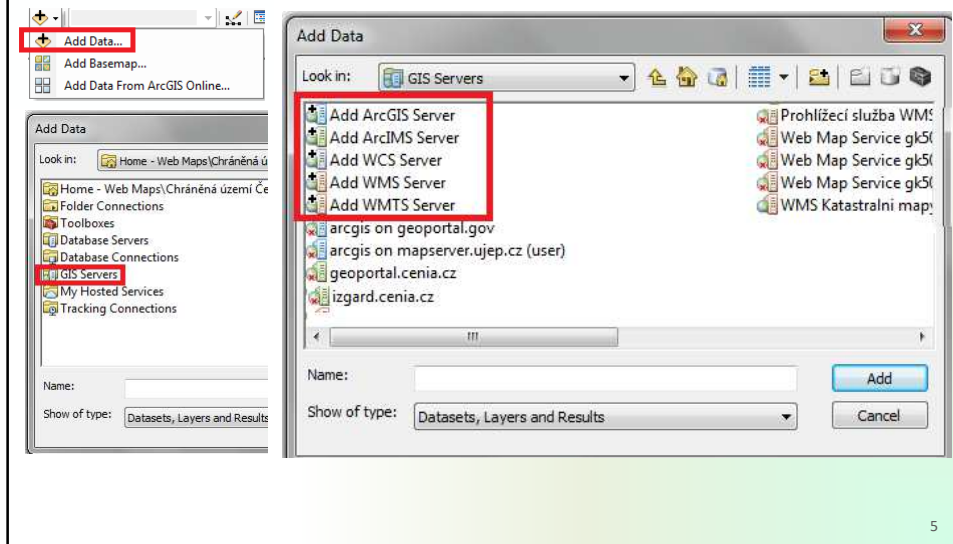 Add Data...
Add Basemap...
Add Data From ArcGIS Online...
Add Data
Look in: Home - Web Maps\Chráněná ú
Home - Web Maps\Chráněná území Če
Folder Connections
Toolboxes
Database Servers
Database Connections
GIS Servers
My Hosted Services
Tracking Connections
Name:
Show of type: Datasets, Layers and Results
Add Data
Look in: GIS Servers
Add ArcGIS Server
Add ArcIMS Server
Add WCS Server
Add WMS Server
Add WMTS Server
arcgis on geoportal.gov
arcgis on mapserver.ujep.cz (user)
geoportal.cenia.cz
izgard.cenia.cz
Prohlížecí služba WMS
Web Map Service gk50
Web Map Service gk50
Web Map Service gk50
WMS Katastralni mapy
Name:
Add
Show of type: Datasets, Layers and Results
Cancel
5